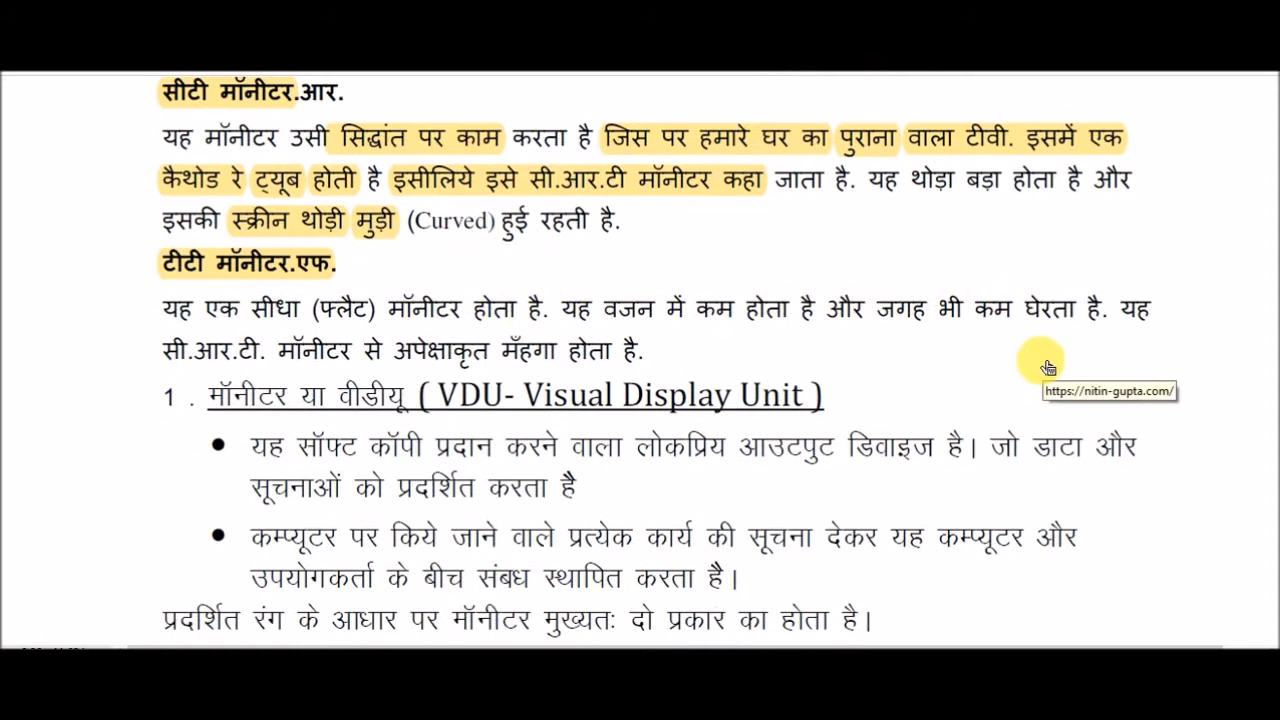 सीटी मॉनीटर.आर.
यह मॉनीटर उसी सिद्धांत पर काम करता है जिस पर हमारे घर का पुराना वाला टीवी. इसमें एक
कैथोड रे ट्यूब होती है इसीलिये इसे सी.आर.टी मॉनीटर कहा जाता है. यह थोड़ा बड़ा होता है और
इसकी स्क्रीन थोड़ी मुड़ी (Curved) हुई रहती है.
टीटी मॉनीटर.एफ.
यह एक सीधा (फ्लैट) मॉनीटर होता है. यह वजन में कम होता है और जगह भी कम घेरता है. यह
सी.आर.टी. मॉनीटर से अपेक्षाकृत मँहगा होता है.
https://nitin-gupta.com/
1 . मॉनीटर या वीडीयू ( VDU- Visual Display Unit )
• यह सॉफ्ट कॉपी प्रदान करने वाला लोकप्रिय आउटपुट डिवाइज है। जो डाटा और
सूचनाओं को प्रदर्शित करता है
• कम्प्यूटर पर किये जाने वाले प्रत्येक कार्य की सूचना देकर यह कम्प्यूटर और
उपयोगकर्ता के बीच संबध स्थापित करता है।
प्रदर्शित रंग के आधार पर मॉनीटर मुख्यतः दो प्रकार का होता है।